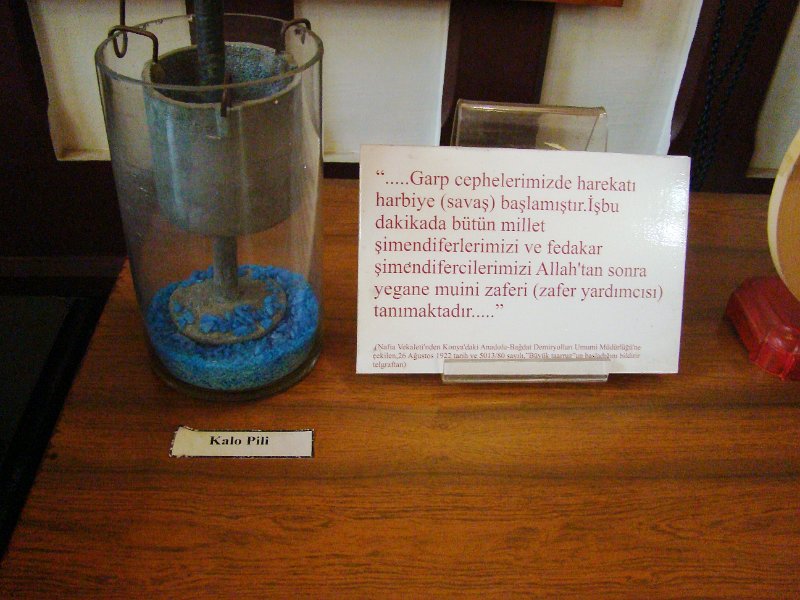 ".....Garp cephelerimizde harekatı
harbiye (savaş) başlamıştır.İşbu
dakikada bütün millet
şimendiferlerimizi ve fedakar
şimendifercilerimizi Allah'tan sonra
yegane muini zaferi (zafer yardımcısı)
tanımaktadır....."
(Nafia Vekaleti'nden Konya'daki Anadolu-Bağdat Demiryolları Umumi Müdürlüğü'ne
çekilen,26 Ağustos 1922 tarih ve 5013/80 sayılı,"Büyük taarruz"un başladığını bildirir
telgraftan)
Kalo Pili